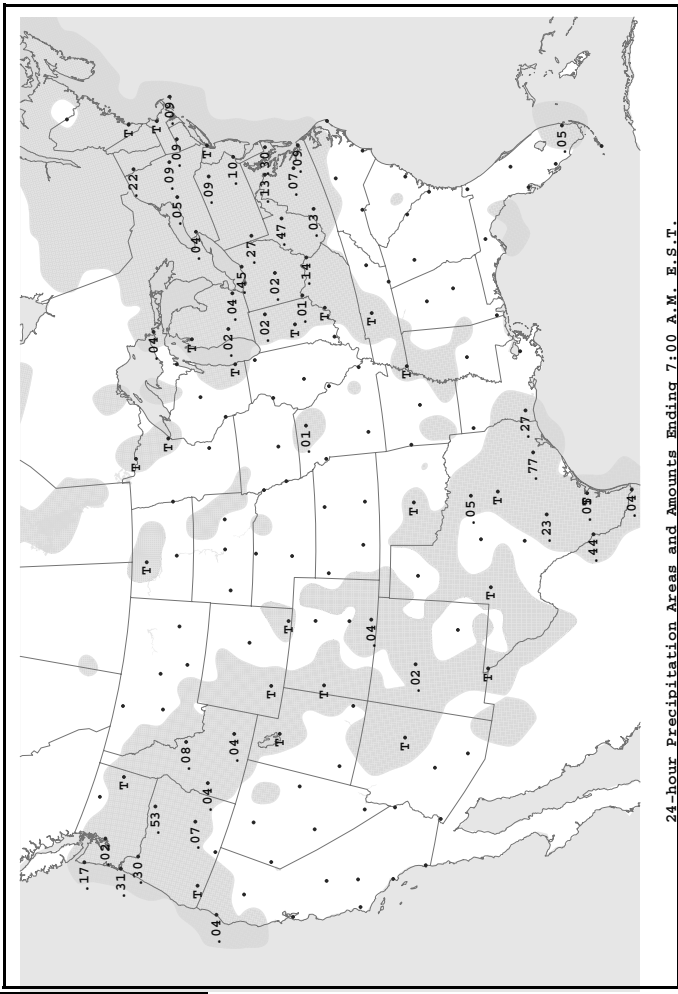 .17
.02
.31
T
T
.22
T
.30
T
.04
.53
T
T
.09
.09
.09
.05
.08
T
.07
.04
T
T
.04
.09
.04
.02
.04
.10
.04
T
.45
.27
.02
.13
.30
T
.02
T
.47
T
.07
T
.09
.01
.01
.14
.03
T
T
.04
T
T
T
T
.02
.05
T
T
T
.27
.77
.23
.05
.44
.04
24-hour Precipitation Areas and Amounts Ending 7:00 A.M. E.S.T.